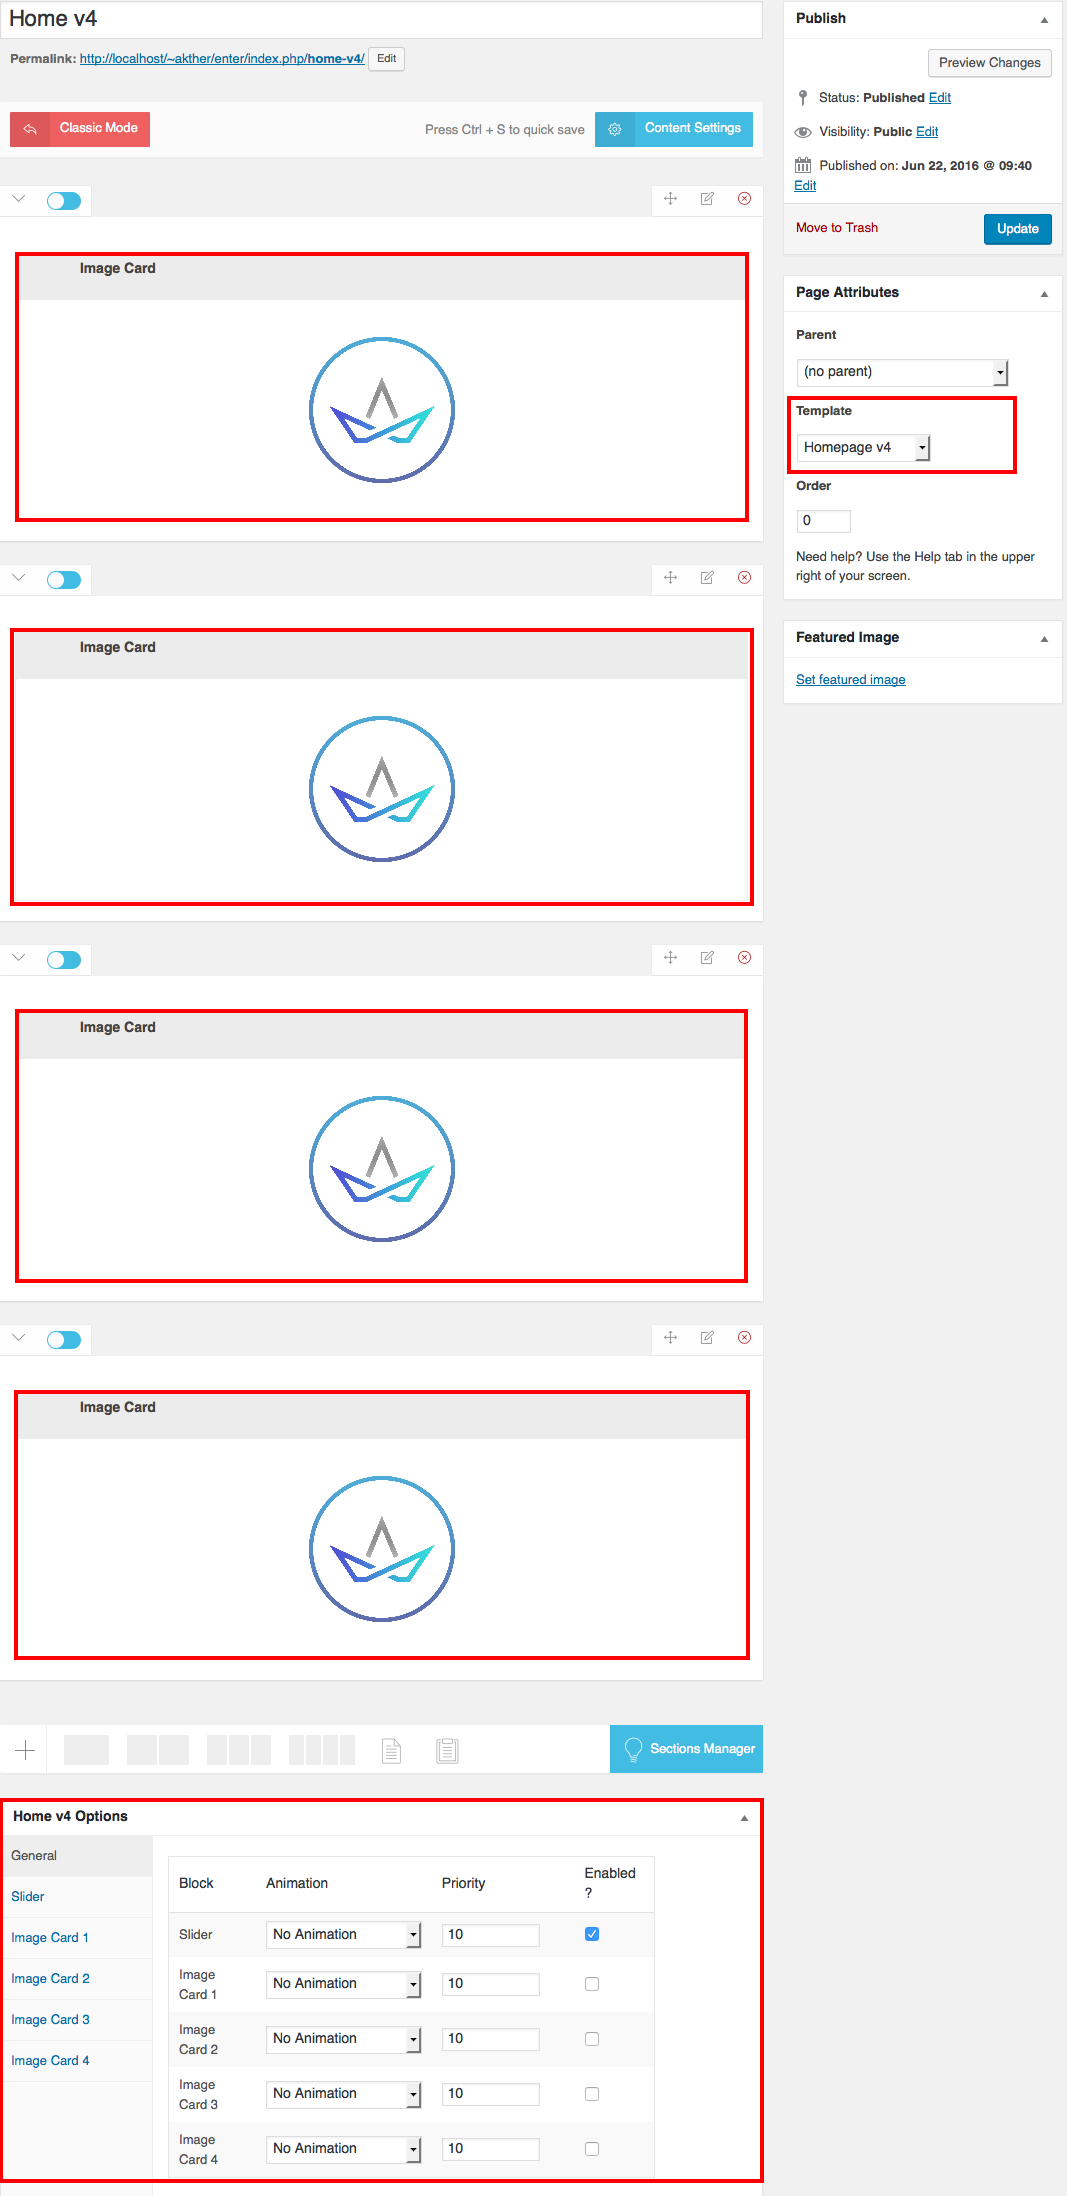 Home v4
Permalink: http://localhost/~akther/enter/index.php/home-v4/ Edit
Classic Mode
Press Ctrl + S to quick save
Content Settings
Image Card
Image Card
Image Card
Image Card
Sections Manager
Home v4 Options
General
Slider
Image Card 1
Image Card 2
Image Card 3
Image Card 4
Block Animation Priority Enabled
?
Slider No Animation 10
Image
Card 1 No Animation 10
Image
Card 2 No Animation 10
Image
Card 3 No Animation 10
Image
Card 4 No Animation 10
Publish
Preview Changes
Status: Published Edit
Visibility: Public Edit
Published on: Jun 22, 2016 @ 09:40
Edit
Move to Trash
Update
Page Attributes
Parent
(no parent)
Template
Homepage v4
Order
0
Need help? Use the Help tab in the upper
right of your screen.
Featured Image
Set featured image